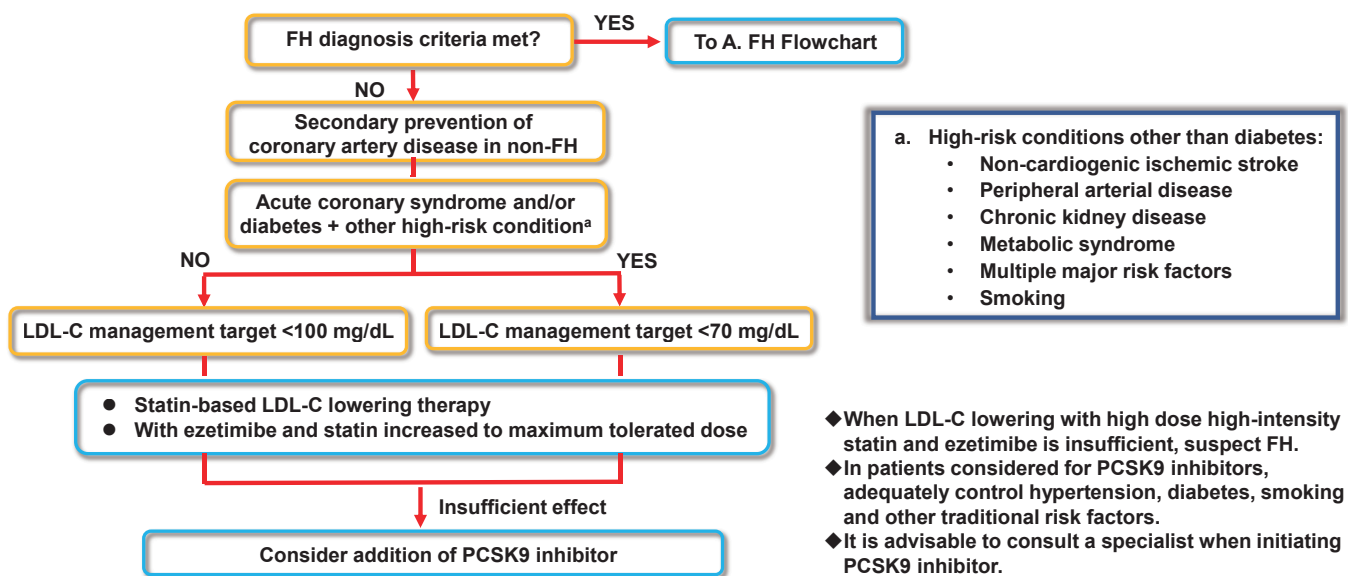 FH diagnosis criteria met?
YES
To A. FH Flowchart
NO
Secondary prevention of
coronary artery disease in non-FH
Acute coronary syndrome and/or
diabetes + other high-risk conditionᵃ
NO
YES
LDL-C management target <100 mg/dL
LDL-C management target <70 mg/dL
● Statin-based LDL-C lowering therapy
● With ezetimibe and statin increased to maximum tolerated dose
Insufficient effect
Consider addition of PCSK9 inhibitor
a. High-risk conditions other than diabetes:
• Non-cardiogenic ischemic stroke
• Peripheral arterial disease
• Chronic kidney disease
• Metabolic syndrome
• Multiple major risk factors
• Smoking
◆When LDL-C lowering with high dose high-intensity
statin and ezetimibe is insufficient, suspect FH.
◆In patients considered for PCSK9 inhibitors,
adequately control hypertension, diabetes, smoking
and other traditional risk factors.
◆It is advisable to consult a specialist when initiating
PCSK9 inhibitor.